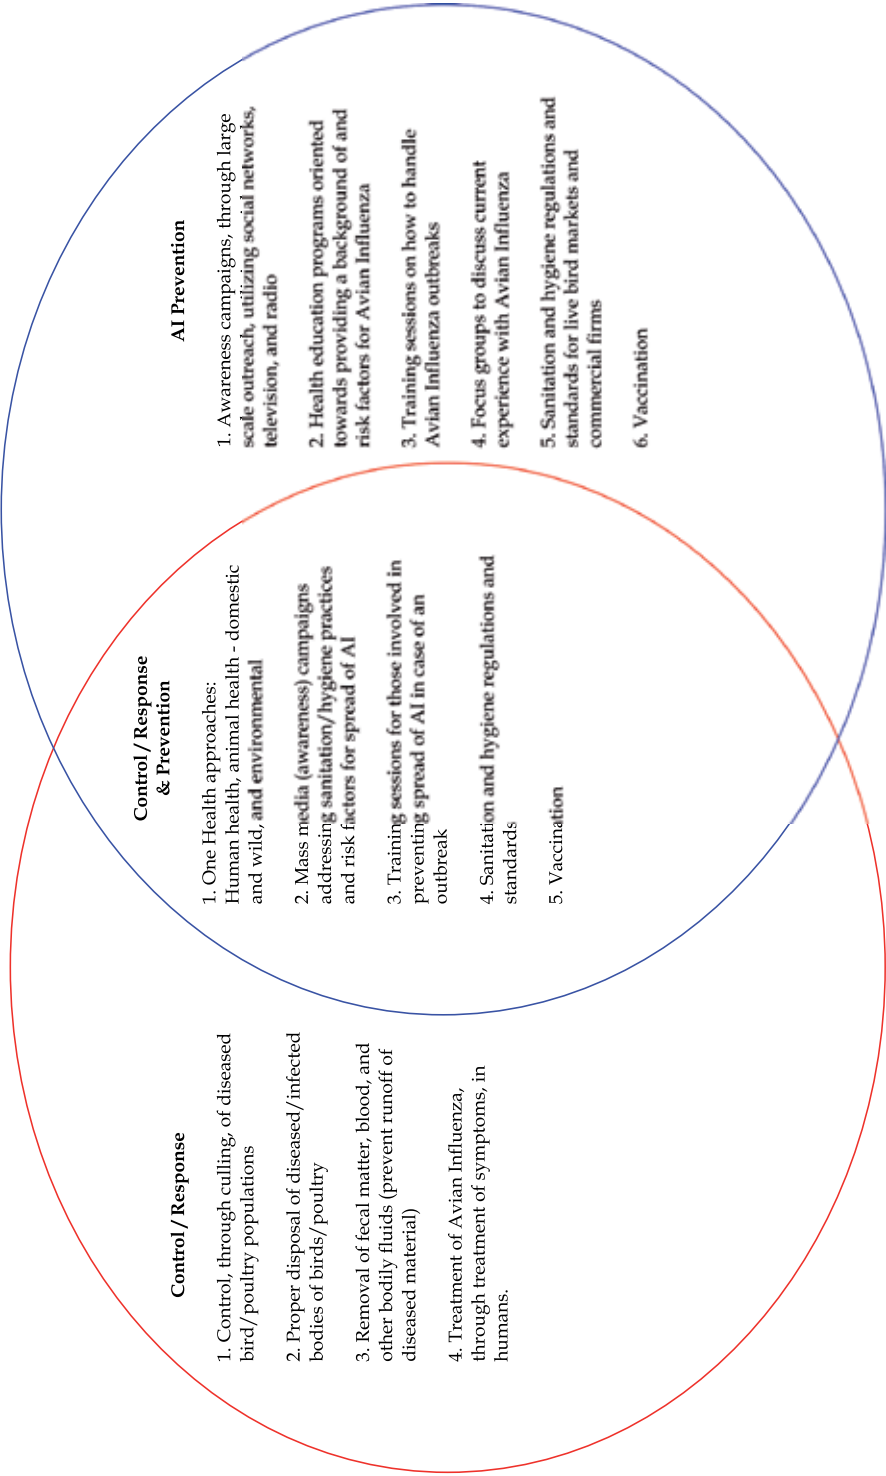 Control / Response
1. Control, through culling, of diseased
bird/poultry populations
2. Proper disposal of diseased/infected
bodies of birds/poultry
3. Removal of fecal matter, blood, and
other bodily fluids (prevent runoff of
diseased material)
4. Treatment of Avian Influenza,
through treatment of symptoms, in
humans.
Control / Response
& Prevention
1. One Health approaches:
Human health, animal health - domestic
and wild, and environmental
2. Mass media (awareness) campaigns
addressing sanitation/hygiene practices
and risk factors for spread of AI
3. Training sessions for those involved in
preventing spread of AI in case of an
outbreak
4. Sanitation and hygiene regulations and
standards
5. Vaccination
AI Prevention
1. Awareness campaigns, through large
scale outreach, utilizing social networks,
television, and radio
2. Health education programs oriented
towards providing a background of and
risk factors for Avian Influenza
3. Training sessions on how to handle
Avian Influenza outbreaks
4. Focus groups to discuss current
experience with Avian Influenza
5. Sanitation and hygiene regulations and
standards for live bird markets and
commercial firms
6. Vaccination